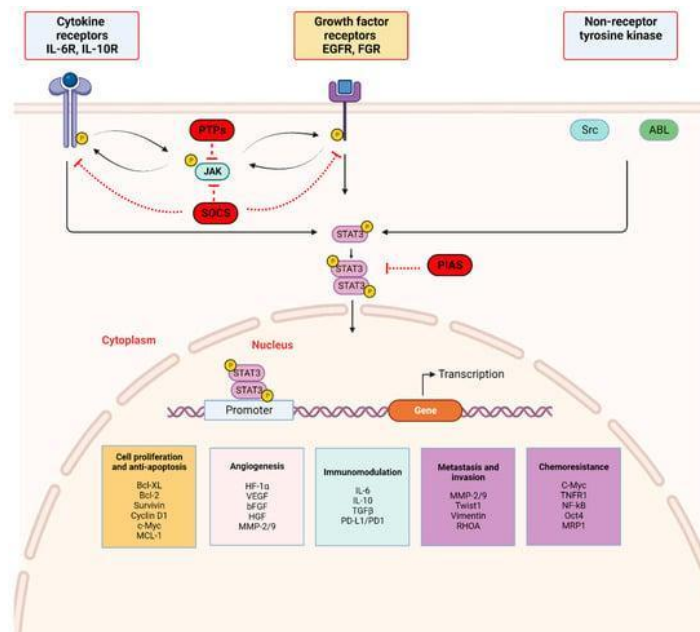 Cytokine
receptors
IL-6R, IL-10R
Growth factor
receptors
EGFR, FGR
Non-receptor
tyrosine kinase
P
PTPs
P
P
JAK
SOCS
Src
ABL
P
STAT3
P
STAT3
STAT3
P
PIAS
Cytoplasm
Nucleus
P
STAT3
STAT3
P
Promoter
Gene
Transcription
Cell proliferation
and anti-apoptosis
Bcl-XL
Bcl-2
Survivin
Cyclin D1
c-Myc
MCL-1
Angiogenesis
HF-1α
VEGF
bFGF
HGF
MMP-2/9
Immunomodulation
IL-6
IL-10
TGFβ
PD-L1/PD1
Metastasis and
invasion
MMP-2/9
Twist1
Vimentin
RHOA
Chemoresistance
C-Myc
TNFR1
NF-kB
Oct4
MRP1